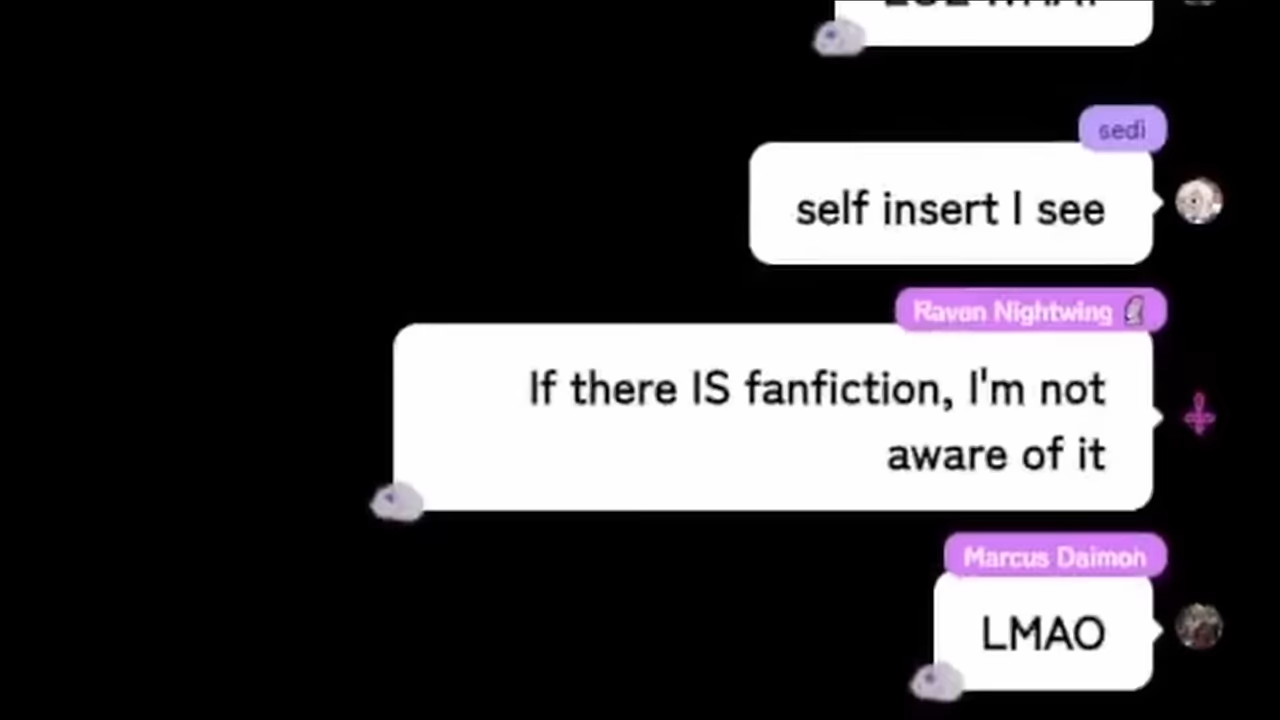 sedi
self insert I see
Raven Nightwing
If there IS fanfiction, I'm not
aware of it
Marcus Daimon
LMAO